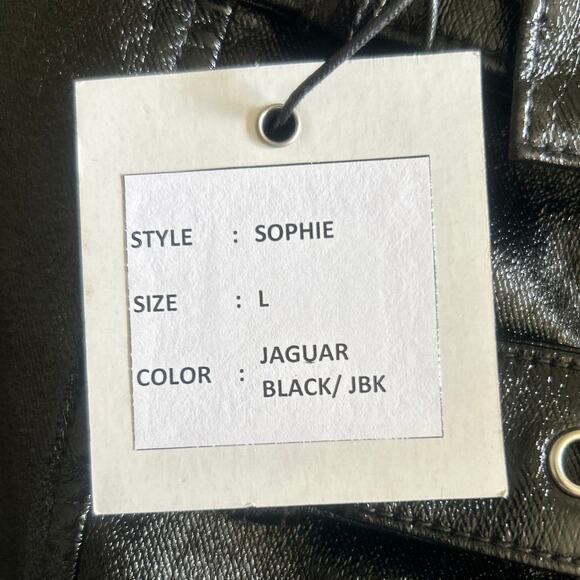 STYLE : SOPHIE
SIZE : L
COLOR : JAGUAR
BLACK/ JBK